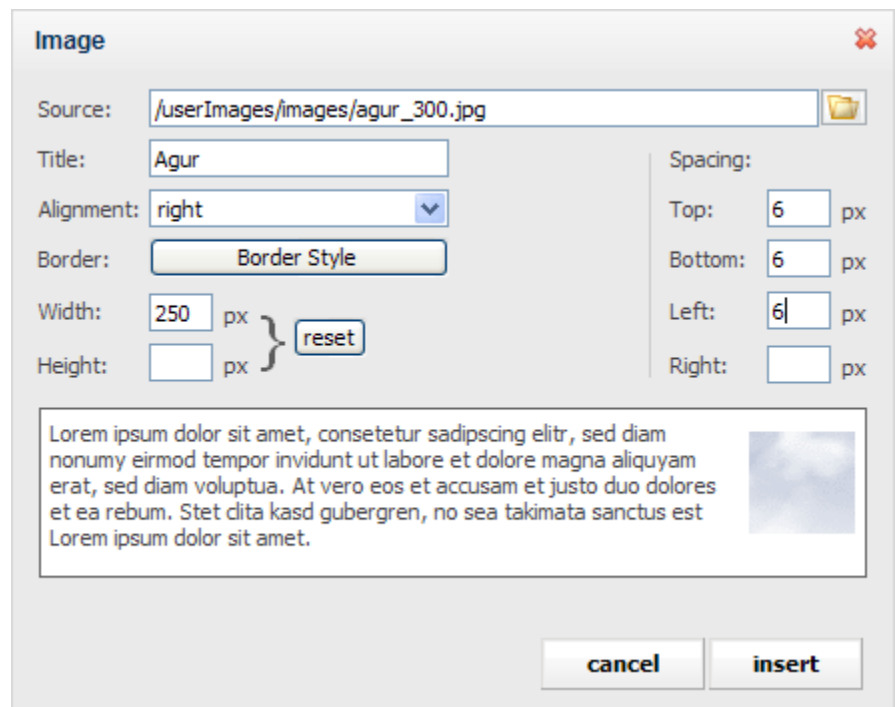 Image
Source: /userImages/images/agur_300.jpg
Title: Agur
Spacing:
Alignment: right
Top: 6 px
Border: Border Style
Bottom: 6 px
Width: 250 px
reset
Left: 6 px
Height: px
Right: px
Lorem ipsum dolor sit amet, consetetur sadipscing elitr, sed diam
nonumy eirmod tempor invidunt ut labore et dolore magna aliquyam
erat, sed diam voluptua. At vero eos et accusam et justo duo dolores
et ea rebum. Stet clita kasd gubergren, no sea takimata sanctus est
Lorem ipsum dolor sit amet.
cancel insert